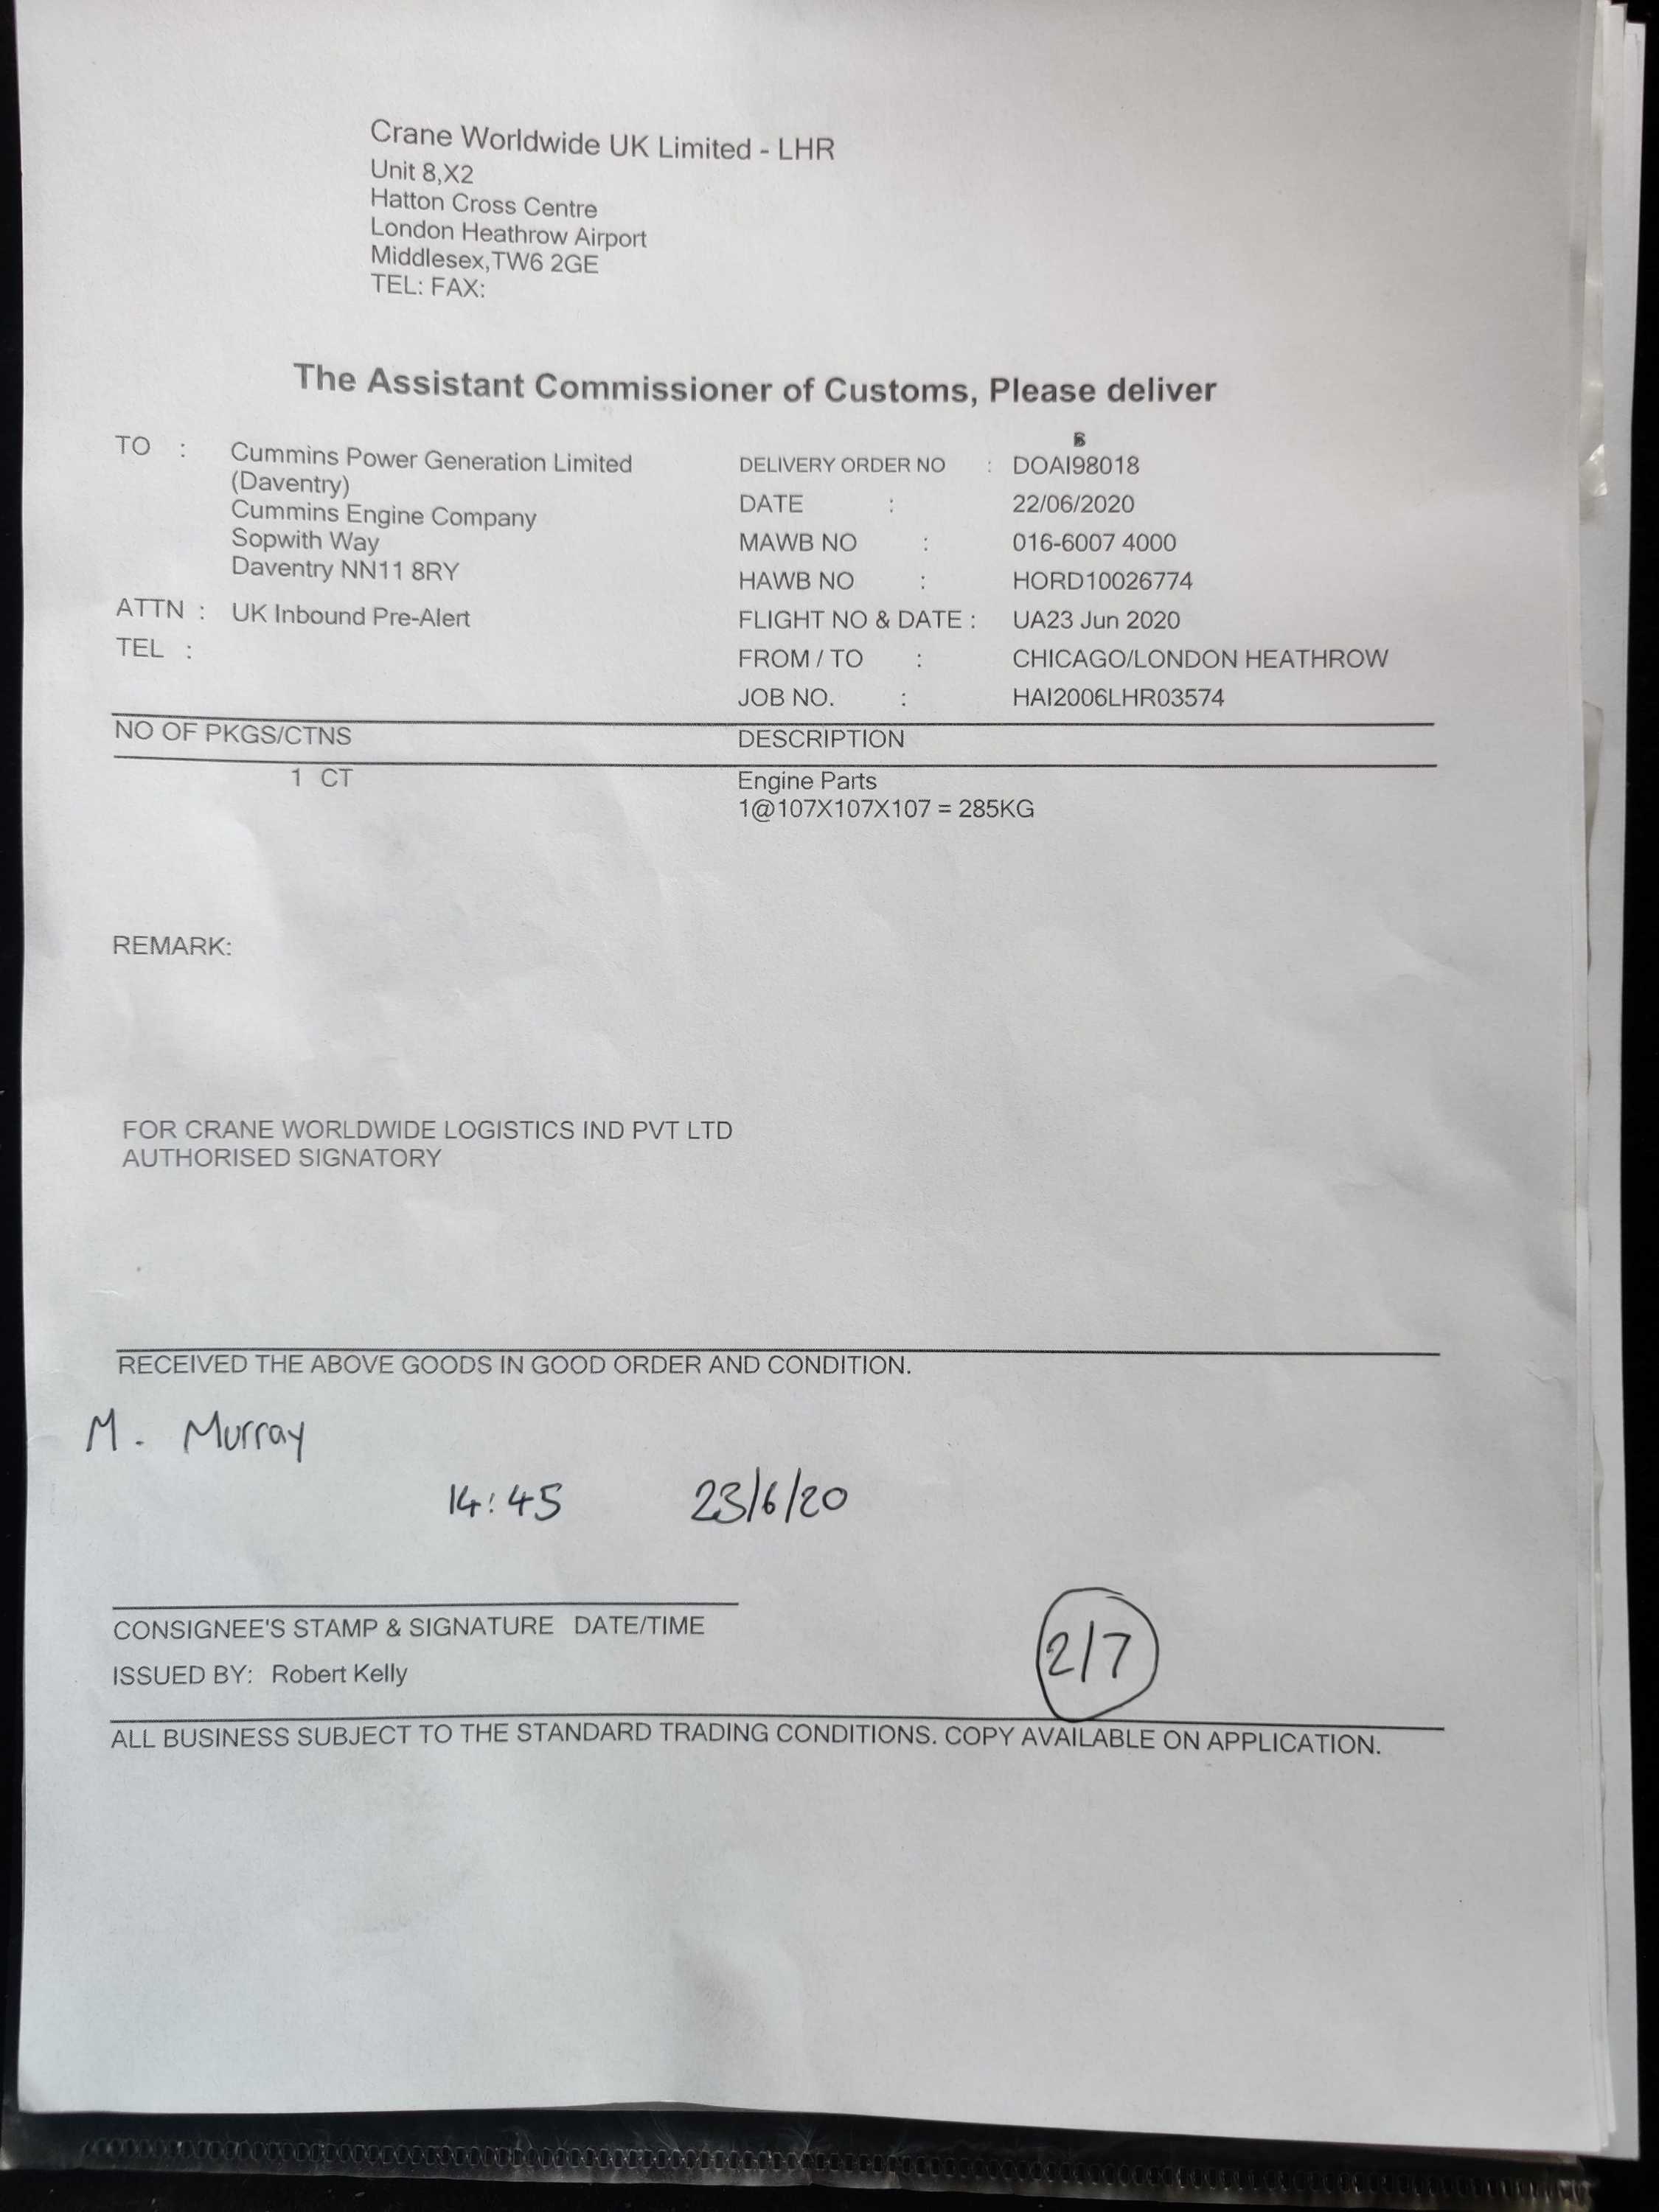 Crane Worldwide UK Limited - LHR
Unit 8,X2
Hatton Cross Centre
London Heathrow Airport
Middlesex,TW6 2GE
TEL: FAX:
The Assistant Commissioner of Customs, Please deliver
TO : Cummins Power Generation Limited
(Daventry)
Cummins Engine Company
Sopwith Way
Daventry NN11 8RY
ATTN : UK Inbound Pre-Alert
TEL :
DELIVERY ORDER NO : DOAI98018
DATE : 22/06/2020
MAWB NO : 016-6007 4000
HAWB NO : HORD10026774
FLIGHT NO & DATE : UA23 Jun 2020
FROM / TO : CHICAGO/LONDON HEATHROW
JOB NO. : HAI2006LHR03574
NO OF PKGS/CTNS DESCRIPTION
1 CT Engine Parts
1@107X107X107 = 285KG
REMARK:
FOR CRANE WORLDWIDE LOGISTICS IND PVT LTD
AUTHORISED SIGNATORY
RECEIVED THE ABOVE GOODS IN GOOD ORDER AND CONDITION.
M. Murray
14:45 23/6/20
CONSIGNEE'S STAMP & SIGNATURE DATE/TIME
2/7
ISSUED BY: Robert Kelly
ALL BUSINESS SUBJECT TO THE STANDARD TRADING CONDITIONS. COPY AVAILABLE ON APPLICATION.